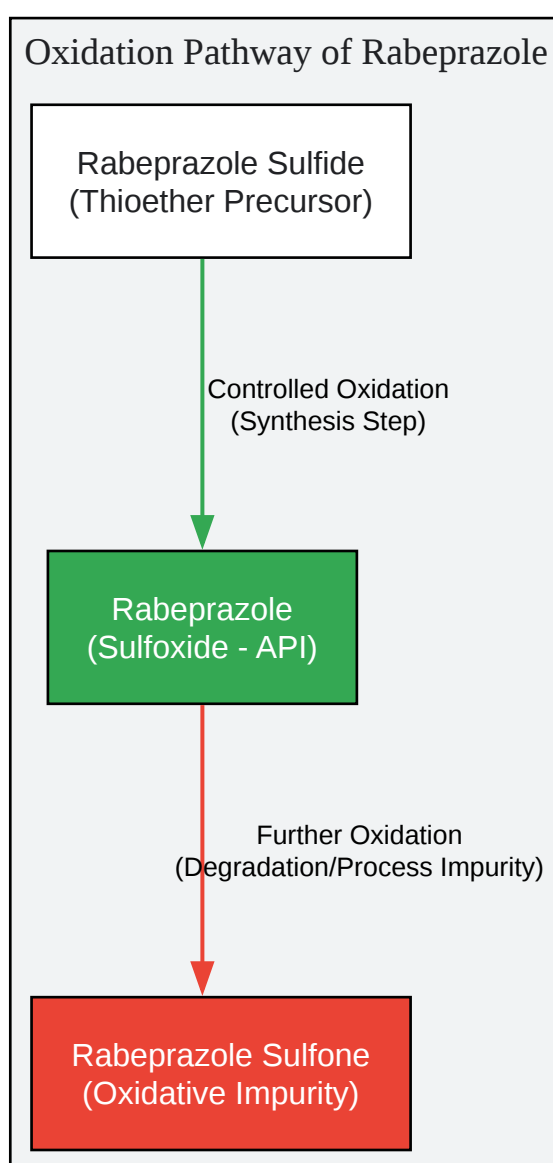 Oxidation Pathway of Rabeprazole
Rabeprazole Sulfide
(Thioether Precursor)
Controlled Oxidation
(Synthesis Step)
Rabeprazole
(Sulfoxide - API)
Further Oxidation
(Degradation/Process Impurity)
Rabeprazole Sulfone
(Oxidative Impurity)